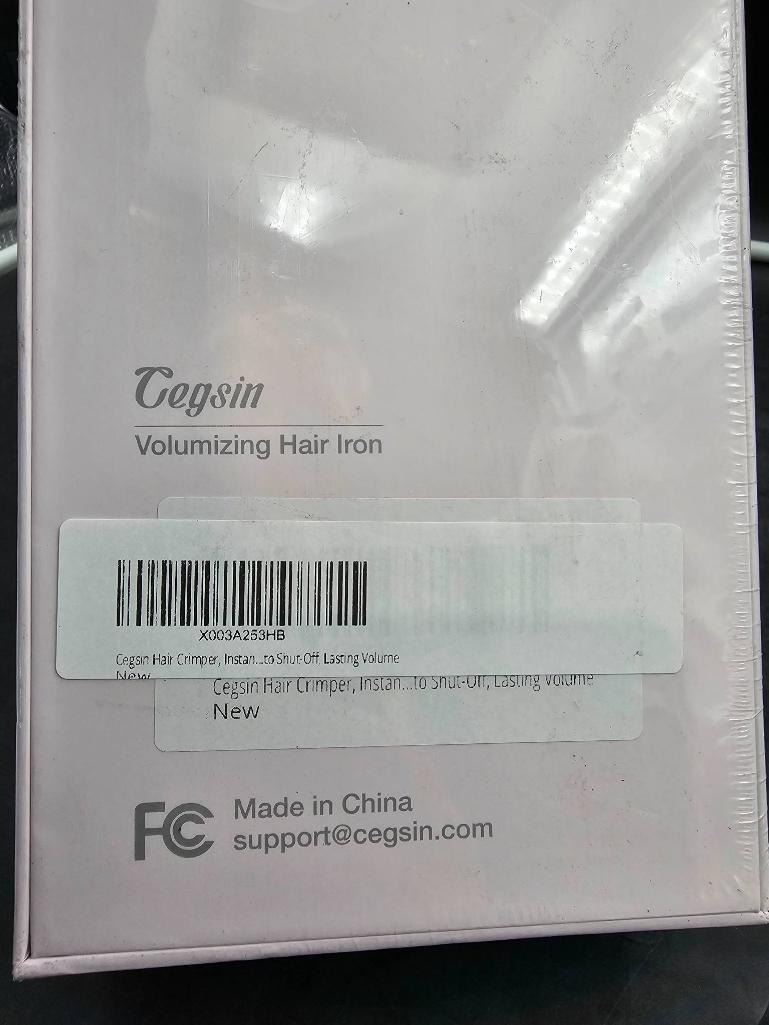 Cegsin
Volumizing Hair Iron
X003A253HB
Cegsin Hair Crimper, Instan...to Shut-Off, Lasting Volume
New
Cegsin Hair Crimper, Instan...to Shut-Off, Lasting Volume
New
FC
Made in China
support@cegsin.com